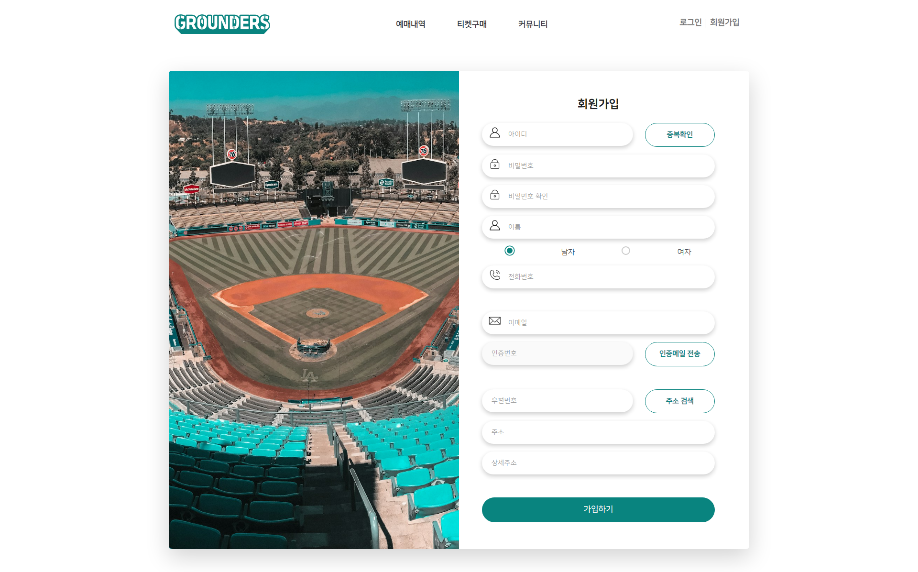 GROUNDERS
예매내역 티켓구매 커뮤니티
로그인 회원가입
회원가입
아이디 중복확인
비밀번호
비밀번호 확인
이름
남자 여자
전화번호
이메일
인증번호 인증메일 전송
우편번호 주소 검색
주소
상세주소
가입하기
LA